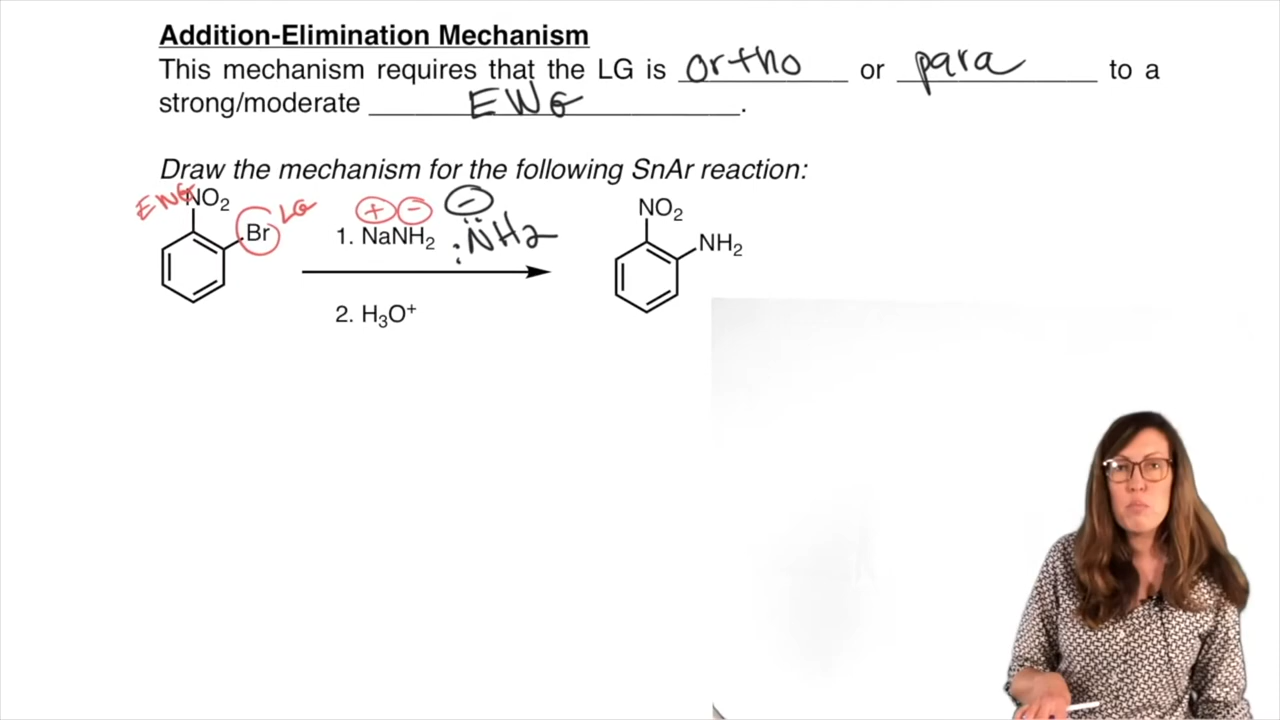 Addition-Elimination Mechanism
This mechanism requires that the LG is ortho or para to a
strong/moderate EWG.
Draw the mechanism for the following SnAr reaction:
EWG NO2
Br LG
+ -
1. NaNH2 :N̈H2 -
2. H3O+
NO2
NH2